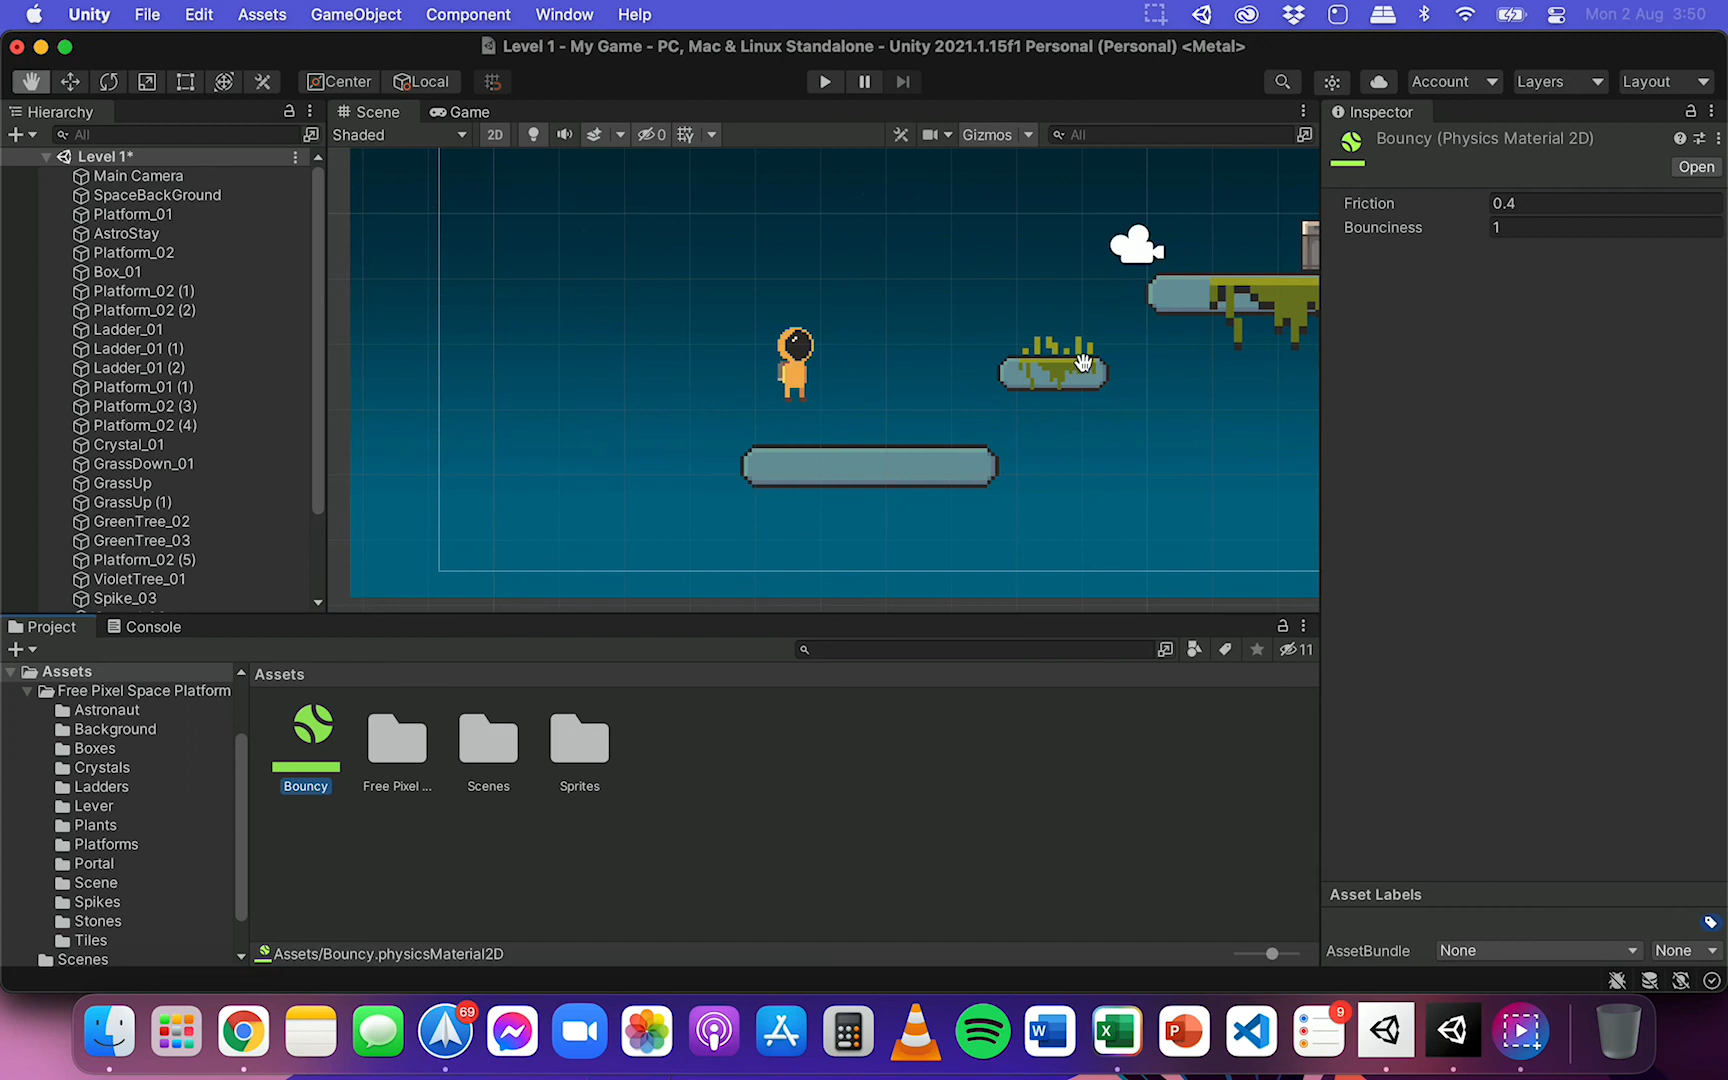 Unity File Edit Assets GameObject Component Window Help Mon 2 Aug 3:50
Level 1 - My Game - PC, Mac & Linux Standalone - Unity 2021.1.15f1 Personal (Personal) <Metal>
Center Local Account Layers Layout
Hierarchy
All
Level 1*
Main Camera
SpaceBackGround
Platform_01
AstroStay
Platform_02
Box_01
Platform_02 (1)
Platform_02 (2)
Ladder_01
Ladder_01 (1)
Ladder_01 (2)
Platform_01 (1)
Platform_02 (3)
Platform_02 (4)
Crystal_01
GrassDown_01
GrassUp
GrassUp (1)
GreenTree_02
GreenTree_03
Platform_02 (5)
VioletTree_01
Spike_03
Scene Game
Shaded 2D 0 Gizmos All
Inspector
Bouncy (Physics Material 2D)
Open
Friction 0.4
Bounciness 1
Project Console
11
Assets
Free Pixel Space Platform
Astronaut
Background
Boxes
Crystals
Ladders
Lever
Plants
Platforms
Portal
Scene
Spikes
Stones
Tiles
Scenes
Assets
Bouncy Free Pixel ... Scenes Sprites
Assets/Bouncy.physicsMaterial2D
Asset Labels
AssetBundle None None
69
9
W
X
P